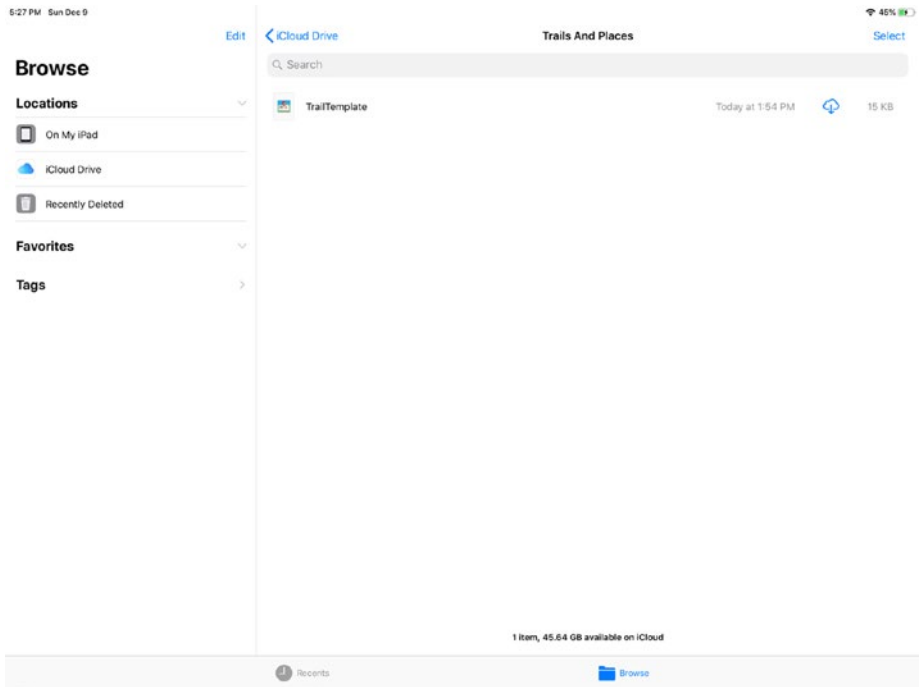 5:27 PM Sun Dec 9
45%
Edit
iCloud Drive
Trails And Places
Select
Browse
Search
Locations
TrailTemplate
Today at 1:54 PM
15 KB
On My iPad
iCloud Drive
Recently Deleted
Favorites
Tags
1 item, 45.64 GB available on iCloud
Recents
Browse